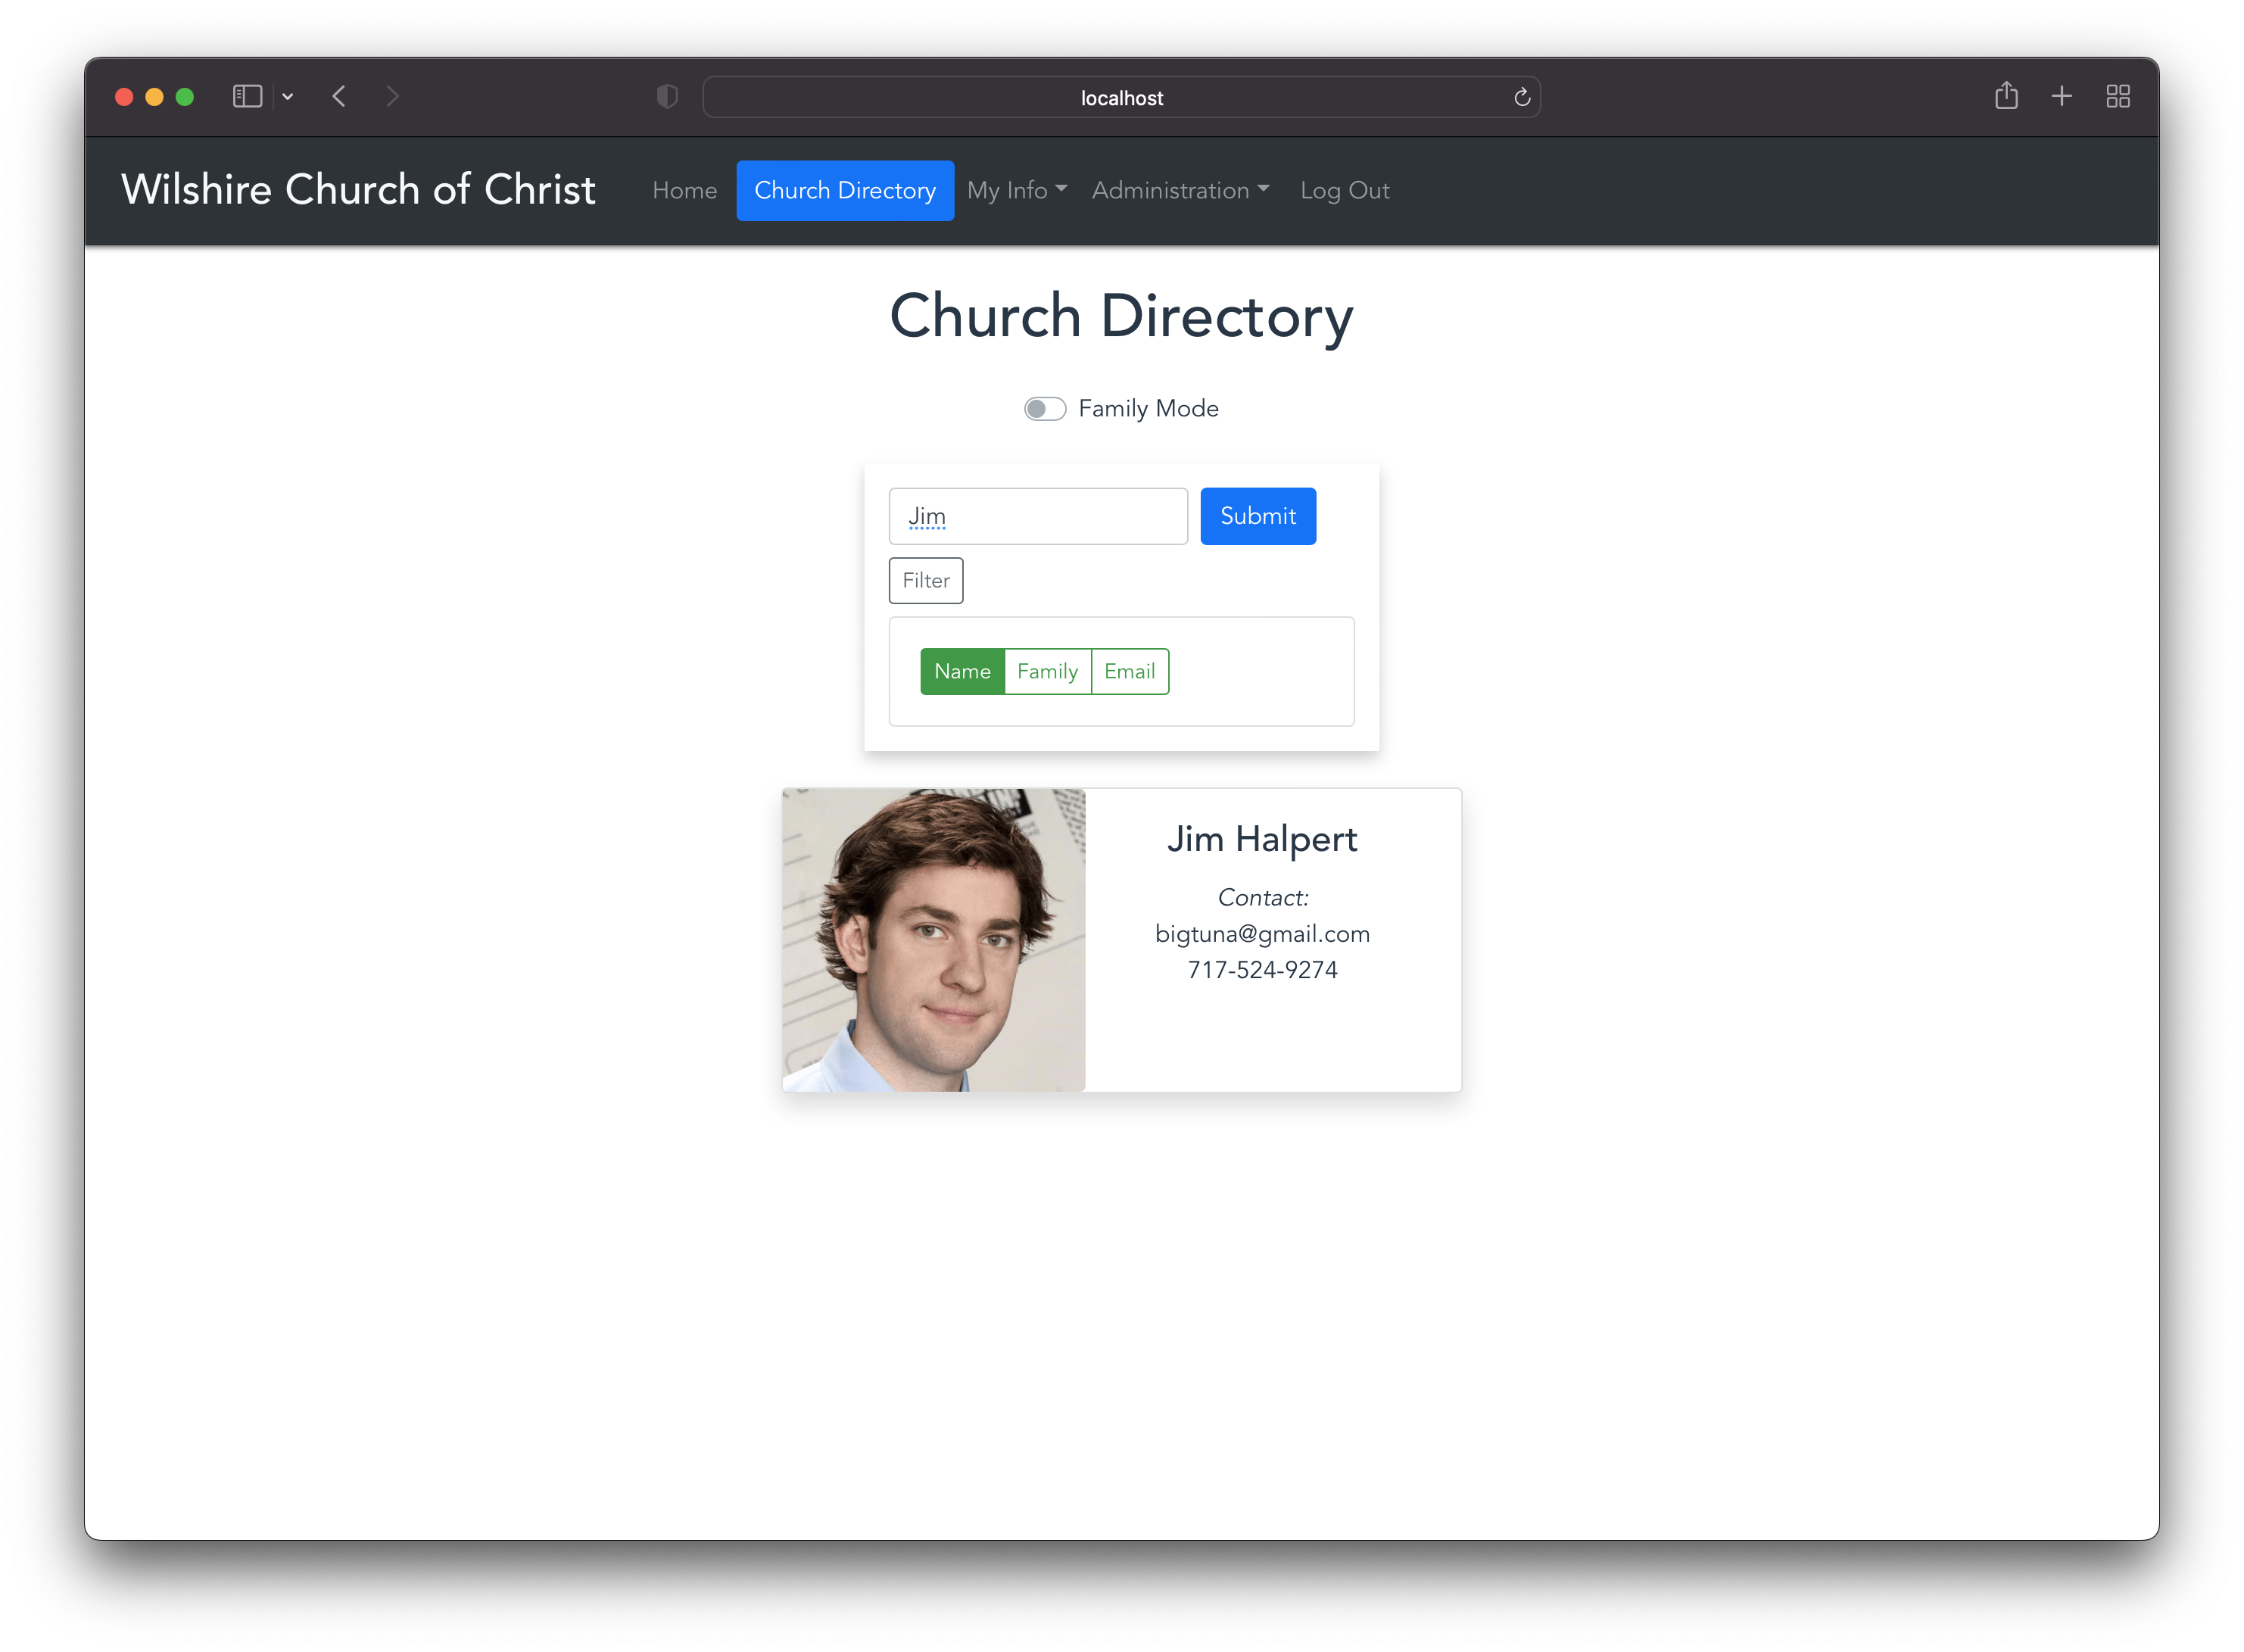 localhost
Wilshire Church of Christ Home Church Directory My Info Administration Log Out
Church Directory
Family Mode
Jim Submit
Filter
Name Family Email
Jim Halpert
Contact:
bigtuna@gmail.com
717-524-9274